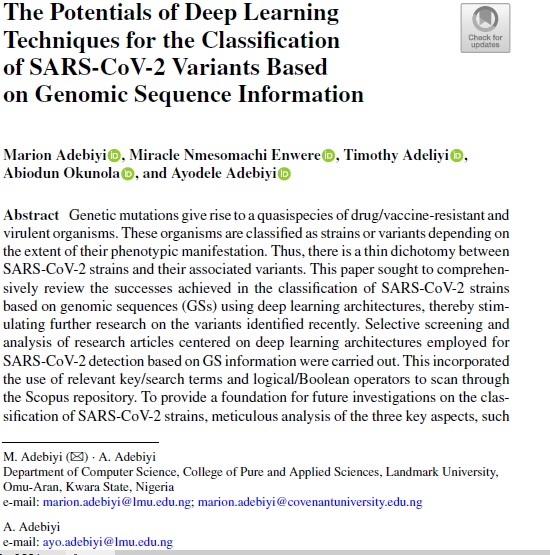 The Potentials of Deep Learning
Techniques for the Classification
of SARS-CoV-2 Variants Based
on Genomic Sequence Information
Check for
updates
Marion Adebiyi, Miracle Nmesomachi Enwere, Timothy Adeliyi,
Abiodun Okunola, and Ayodele Adebiyi
Abstract Genetic mutations give rise to a quasispecies of drug/vaccine-resistant and
virulent organisms. These organisms are classified as strains or variants depending on
the extent of their phenotypic manifestation. Thus, there is a thin dichotomy between
SARS-CoV-2 strains and their associated variants. This paper sought to comprehen-
sively review the successes achieved in the classification of SARS-CoV-2 strains
based on genomic sequences (GSs) using deep learning architectures, thereby stim-
ulating further research on the variants identified recently. Selective screening and
analysis of research articles centered on deep learning architectures employed for
SARS-CoV-2 detection based on GS information were carried out. This incorporated
the use of relevant key/search terms and logical/Boolean operators to scan through
the Scopus repository. To provide a foundation for future investigations on the clas-
sification of SARS-CoV-2 strains, meticulous analysis of the three key aspects, such
M. Adebiyi (✉) · A. Adebiyi
Department of Computer Science, College of Pure and Applied Sciences, Landmark University,
Omu-Aran, Kwara State, Nigeria
e-mail: marion.adebiyi@lmu.edu.ng; marion.adebiyi@covenantuniversity.edu.ng
A. Adebiyi
e-mail: ayo.adebiyi@lmu.edu.ng